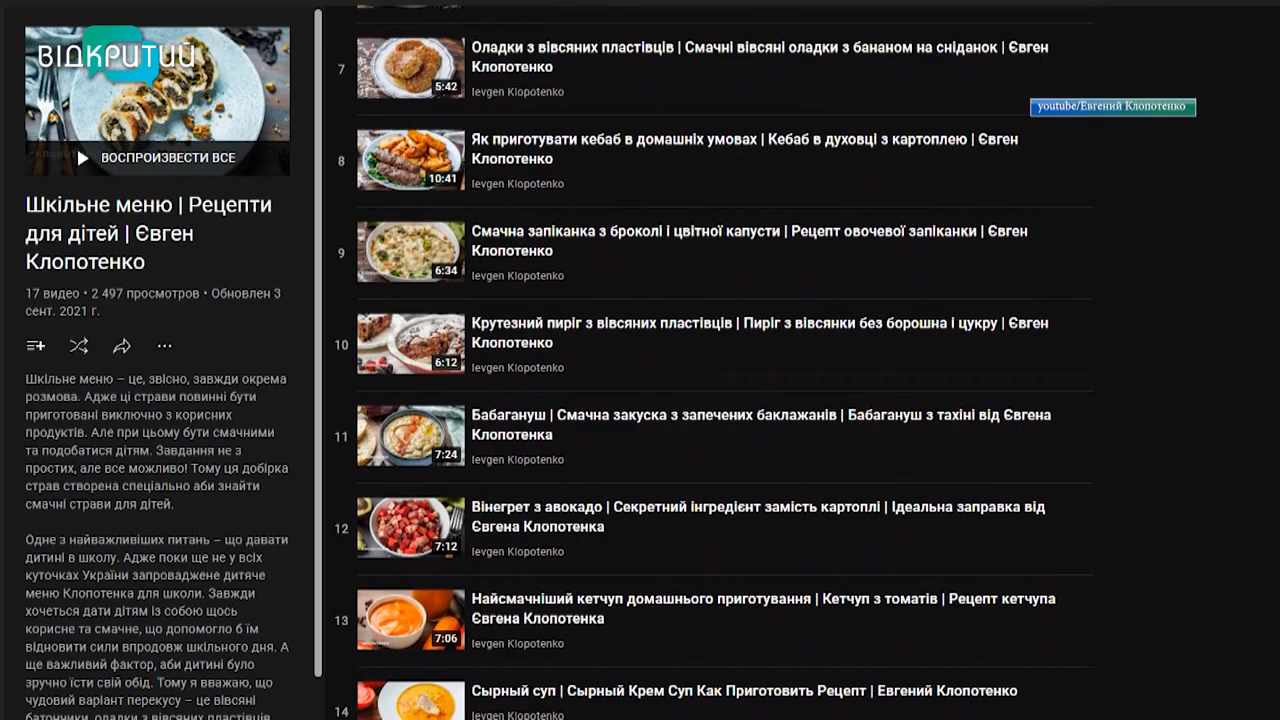 ВІДКРИТИЙ
ВОСПРОИЗВЕСТИ ВСЕ
Шкільне меню | Рецепти
для дітей | Євген
Клопотенко
17 видео • 2 497 просмотров • Обновлен 3
сент. 2021 г.
Шкільне меню – це, звісно, завжди окрема
розмова. Адже ці страви повинні бути
приготовані виключно з корисних
продуктів. Але при цьому бути смачними
та подобатися дітям. Завдання не з
простих, але все можливо! Тому ця добірка
страв створена спеціально аби знайти
смачні страви для дітей.
Одне з найважливіших питань – що давати
дитині в школу. Адже поки ще не у всіх
куточках України запроваджене дитяче
меню Клопотенка для школи. Завжди
хочеться дати дітям із собою щось
корисне та смачне, що допомогло б їм
відновити сили впродовж шкільного дня. А
ще важливий фактор, аби дитині було
зручно їсти свій обід. Тому я вважаю, що
чудовий варіант перекусу – це вівсяні
батончики, оладки з вівсяних пластівців,
7
5:42
Оладки з вівсяних пластівців | Смачні вівсяні оладки з бананом на сніданок | Євген
Клопотенко
Ievgen Klopotenko
youtube/Евгений Клопотенко
8
10:41
Як приготувати кебаб в домашніх умовах | Кебаб в духовці з картоплею | Євген
Клопотенко
Ievgen Klopotenko
9
6:34
Смачна запіканка з броколі і цвітної капусти | Рецепт овочевої запіканки | Євген
Клопотенко
Ievgen Klopotenko
10
6:12
Крутезний пиріг з вівсяних пластівців | Пиріг з вівсянки без борошна і цукру | Євген
Клопотенко
Ievgen Klopotenko
11
7:24
Бабагануш | Смачна закуска з запечених баклажанів | Бабагануш з тахіні від Євгена
Клопотенка
Ievgen Klopotenko
12
7:12
Вінегрет з авокадо | Секретний інгредієнт замість картоплі | Ідеальна заправка від
Євгена Клопотенка
Ievgen Klopotenko
13
7:06
Найсмачніший кетчуп домашнього приготування | Кетчуп з томатів | Рецепт кетчупа
Євгена Клопотенка
Ievgen Klopotenko
14
Сырный суп | Сырный Крем Суп Как Приготовить Рецепт | Евгений Клопотенко
Ievgen Klopotenko